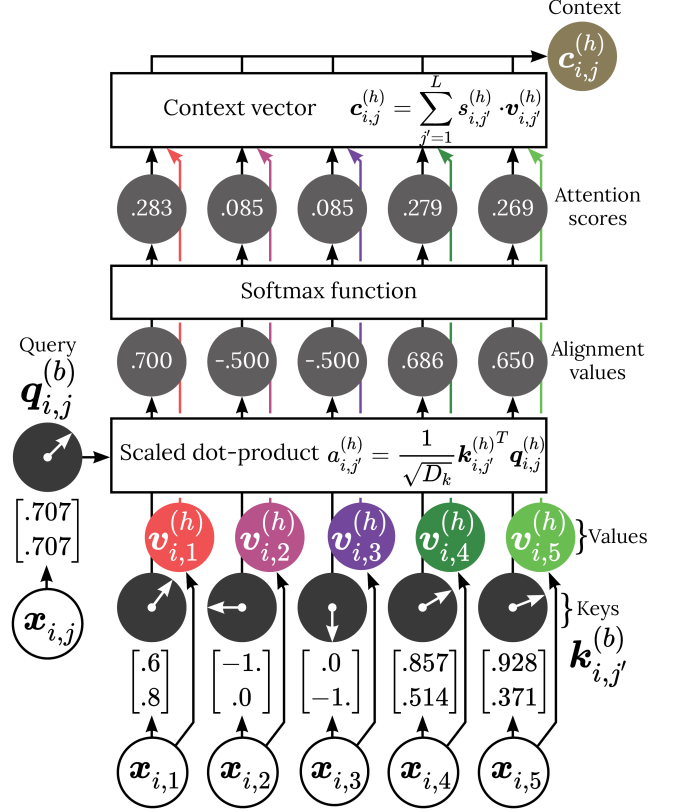 Context
c_{i,j}^{(h)}
Context vector c_{i,j}^{(h)} = \sum_{j'=1}^{L} s_{i,j'}^{(h)} \cdot v_{i,j'}^{(h)}
.283 .085 .085 .279 .269
Attention
scores
Softmax function
.700 -.500 -.500 .686 .650
Alignment
values
Query
q_{i,j}^{(b)}
Scaled dot-product a_{i,j'}^{(h)} = \frac{1}{\sqrt{D_k}} k_{i,j'}^{(h)T} q_{i,j}^{(h)}
[.707
.707]
v_{i,1}^{(h)} v_{i,2}^{(h)} v_{i,3}^{(h)} v_{i,4}^{(h)} v_{i,5}^{(h)}
Values
x_{i,j}
Keys
k_{i,j'}^{(b)}
[.6 [-1. [.0 [.857 [.928
.8] .0] -1.] .514] .371]
x_{i,1} x_{i,2} x_{i,3} x_{i,4} x_{i,5}